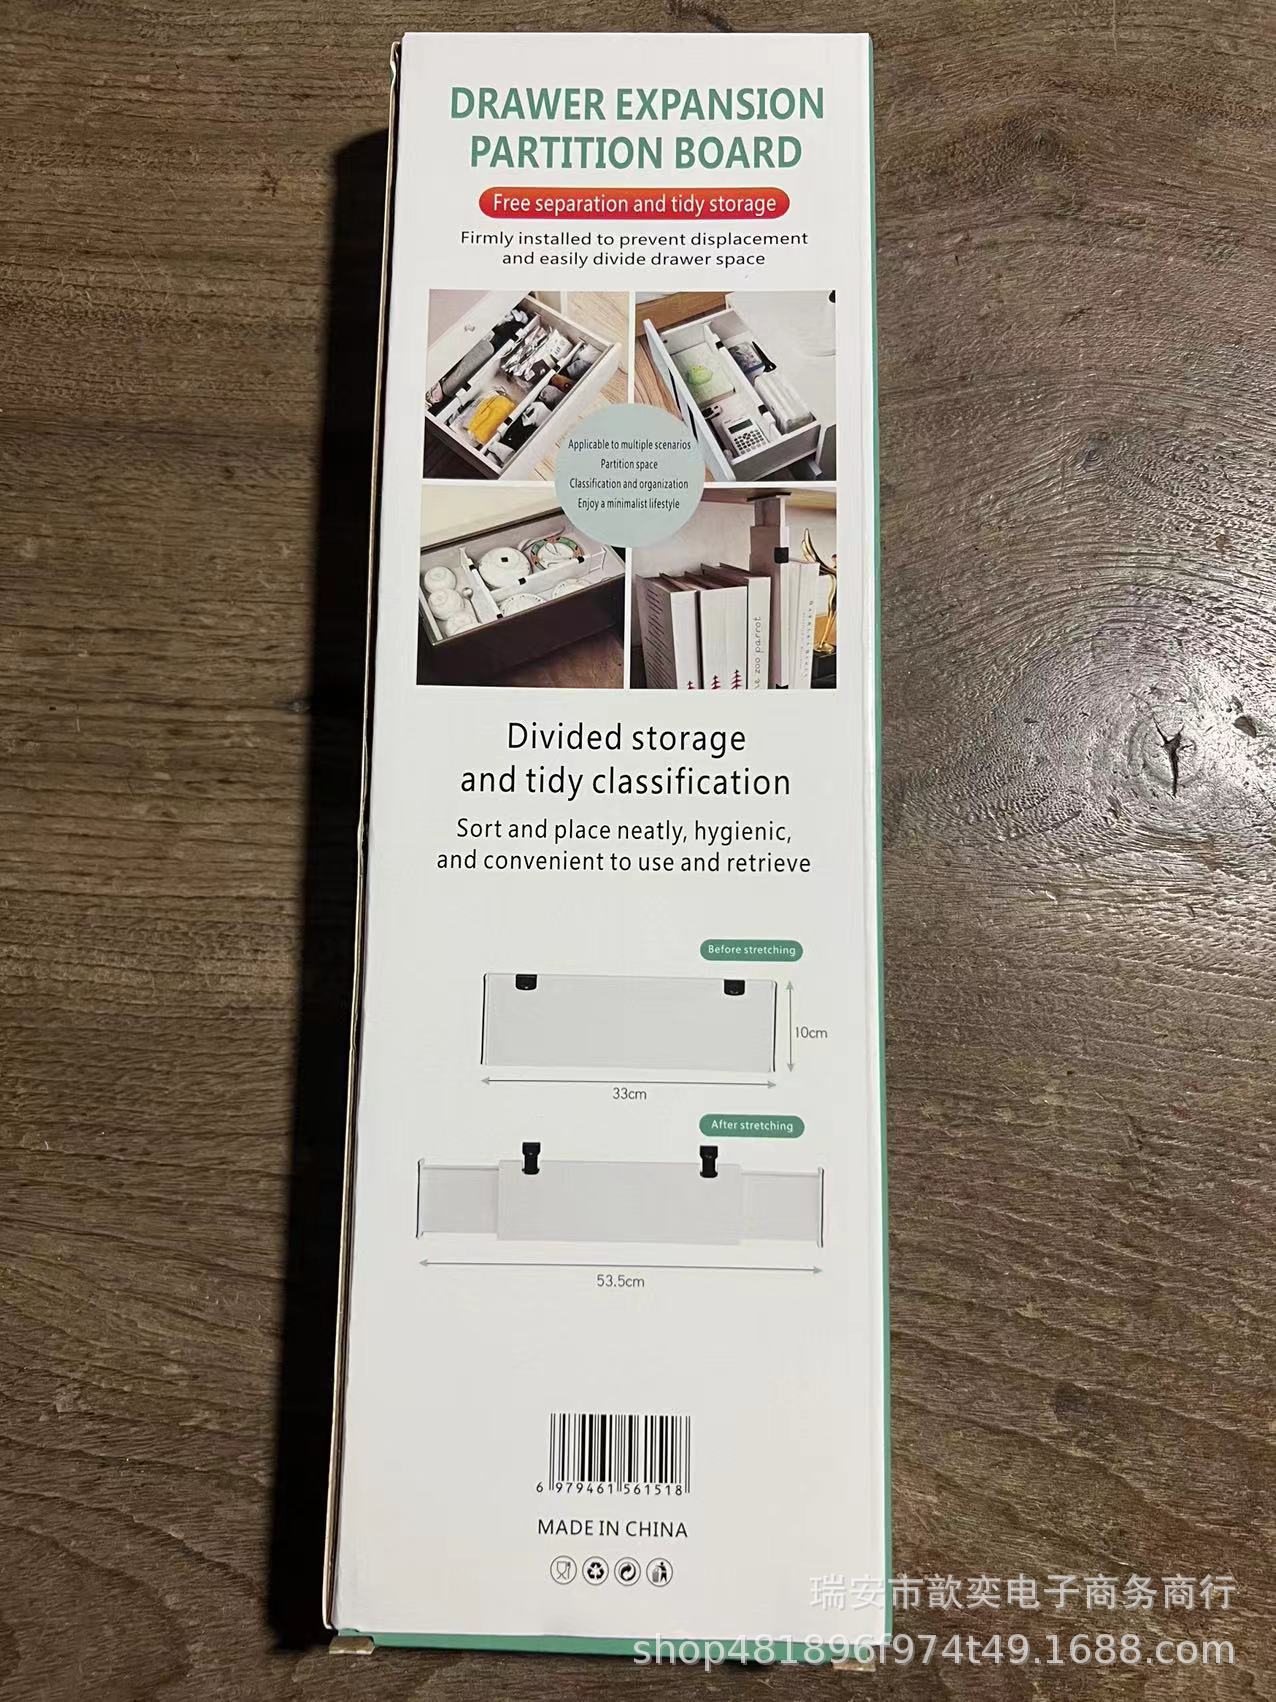 DRAWER EXPANSION
PARTITION BOARD
Free separation and tidy storage
Firmly installed to prevent displacement
and easily divide drawer space
Applicable to multiple scenarios
Partition space
Classification and organization
Enjoy a minimalist lifestyle
zoo parrot
Divided storage
and tidy classification
Sort and place neatly, hygienic,
and convenient to use and retrieve
Before stretching
10cm
33cm
After stretching
53.5cm
6 979461 561518
MADE IN CHINA
瑞安市歆奕电子商务商行
shop481896f974t49.1688.com